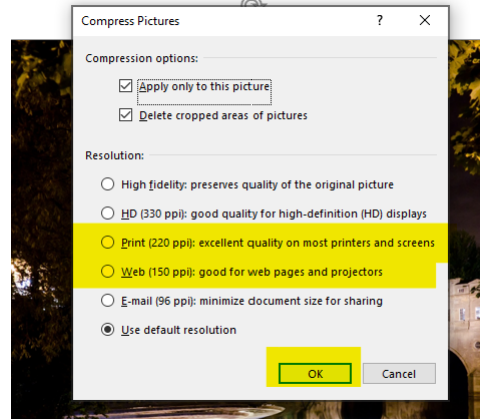 Compress Pictures ? ×
Compression options:
Apply only to this picture
Delete cropped areas of pictures
Resolution:
High fidelity: preserves quality of the original picture
HD (330 ppi): good quality for high-definition (HD) displays
Print (220 ppi): excellent quality on most printers and screens
Web (150 ppi): good for web pages and projectors
E-mail (96 ppi): minimize document size for sharing
Use default resolution
OK Cancel